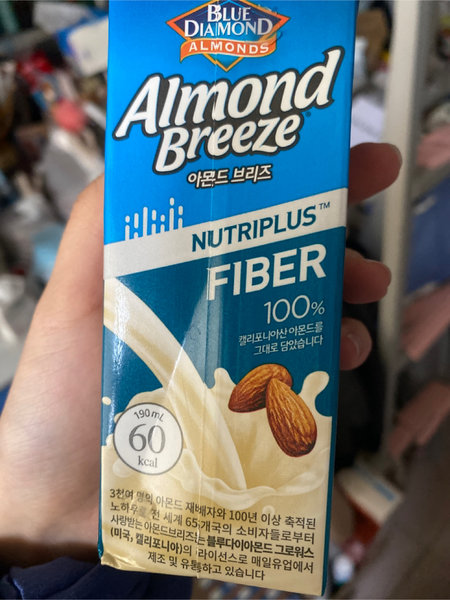 BLUE
DIAMOND
ALMONDS
Almond
Breeze®
아몬드 브리즈
NUTRIPLUS™
FIBER
100%
캘리포니아산 아몬드를
그대로 담았습니다
190mL
60
kcal
3천여 명의 아몬드 재배자와 100년 이상 축적된
노하우로 전 세계 65개국의 소비자들로부터
사랑받는 아몬드브리즈는 블루다이아몬드 그로워스
(미국, 캘리포니아)의 라이선스로 매일유업에서
제조 및 유통하고 있습니다